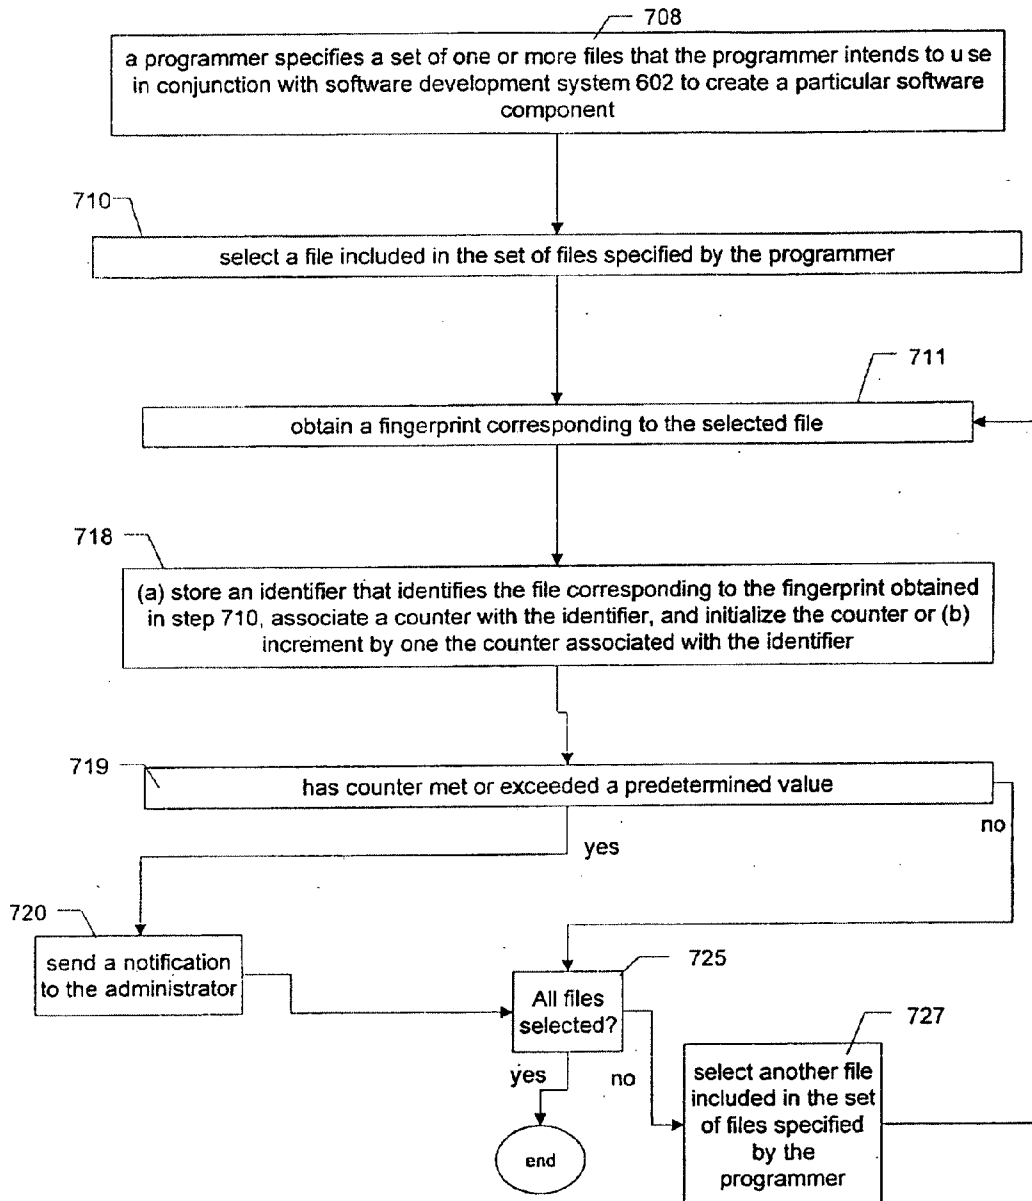 708
a programmer specifies a set of one or more files that the programmer intends to use
in conjunction with software development system 602 to create a particular software
component
710
select a file included in the set of files specified by the programmer
711
obtain a fingerprint corresponding to the selected file
718
(a) store an identifier that identifies the file corresponding to the fingerprint obtained
in step 710, associate a counter with the identifier, and initialize the counter or (b)
increment by one the counter associated with the identifier
719
has counter met or exceeded a predetermined value
no
yes
720
send a notification
to the administrator
725
All files
selected?
727
yes
no
select another file
included in the set
of files specified
by the
programmer
end